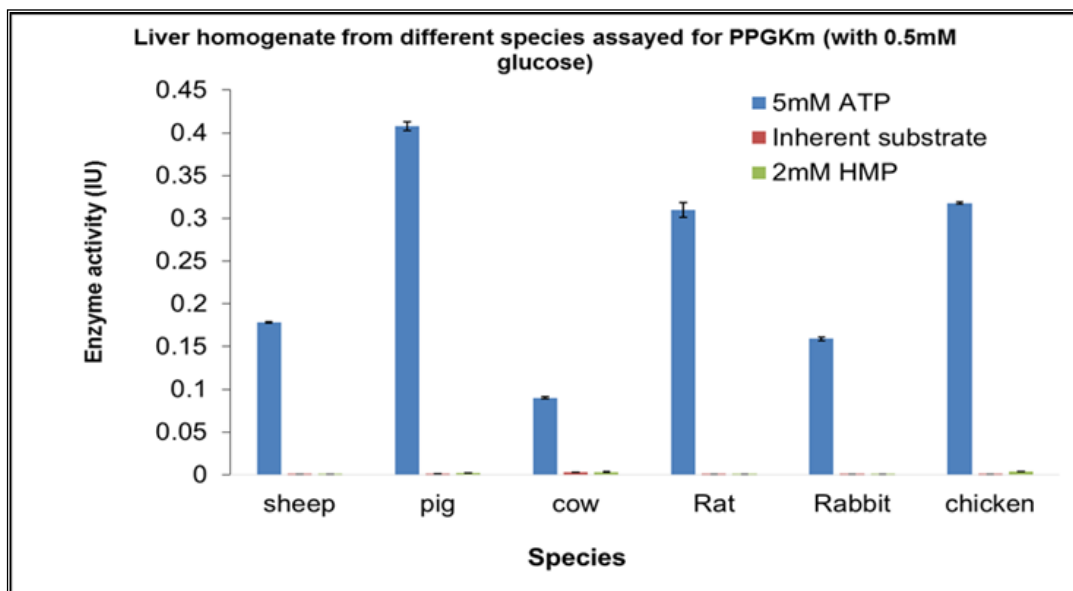 Liver homogenate from different species assayed for PPGKm (with 0.5mM
glucose)
0.45
0.4
0.35
0.3
0.25
0.2
0.15
0.1
0.05
0
Enzyme activity (IU)
5mM ATP
Inherent substrate
2mM HMP
sheep pig cow Rat Rabbit chicken
Species